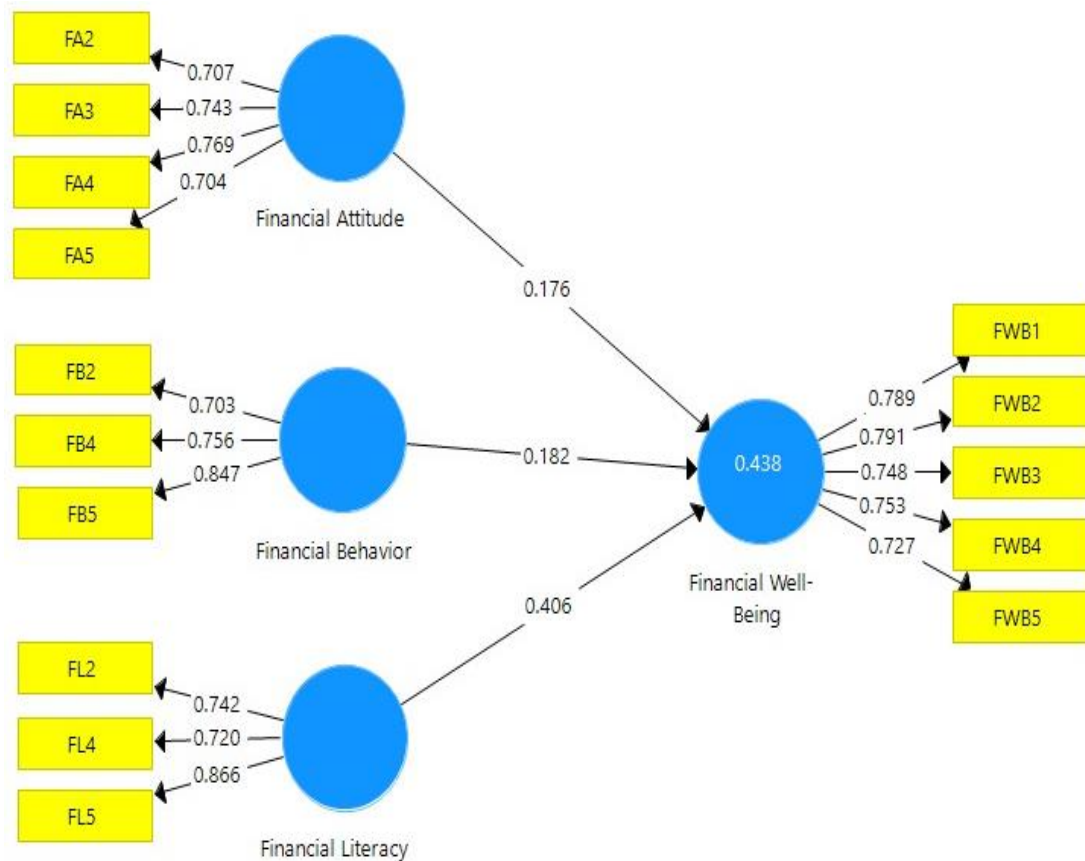 FA2
FA3
FA4
FA5
0.707
0.743
0.769
0.704
Financial Attitude
0.176
FB2
FB4
FB5
0.703
0.756
0.847
Financial Behavior
0.182
FL2
FL4
FL5
0.742
0.720
0.866
Financial Literacy
0.406
0.438
Financial Well-
Being
0.789
0.791
0.748
0.753
0.727
FWB1
FWB2
FWB3
FWB4
FWB5